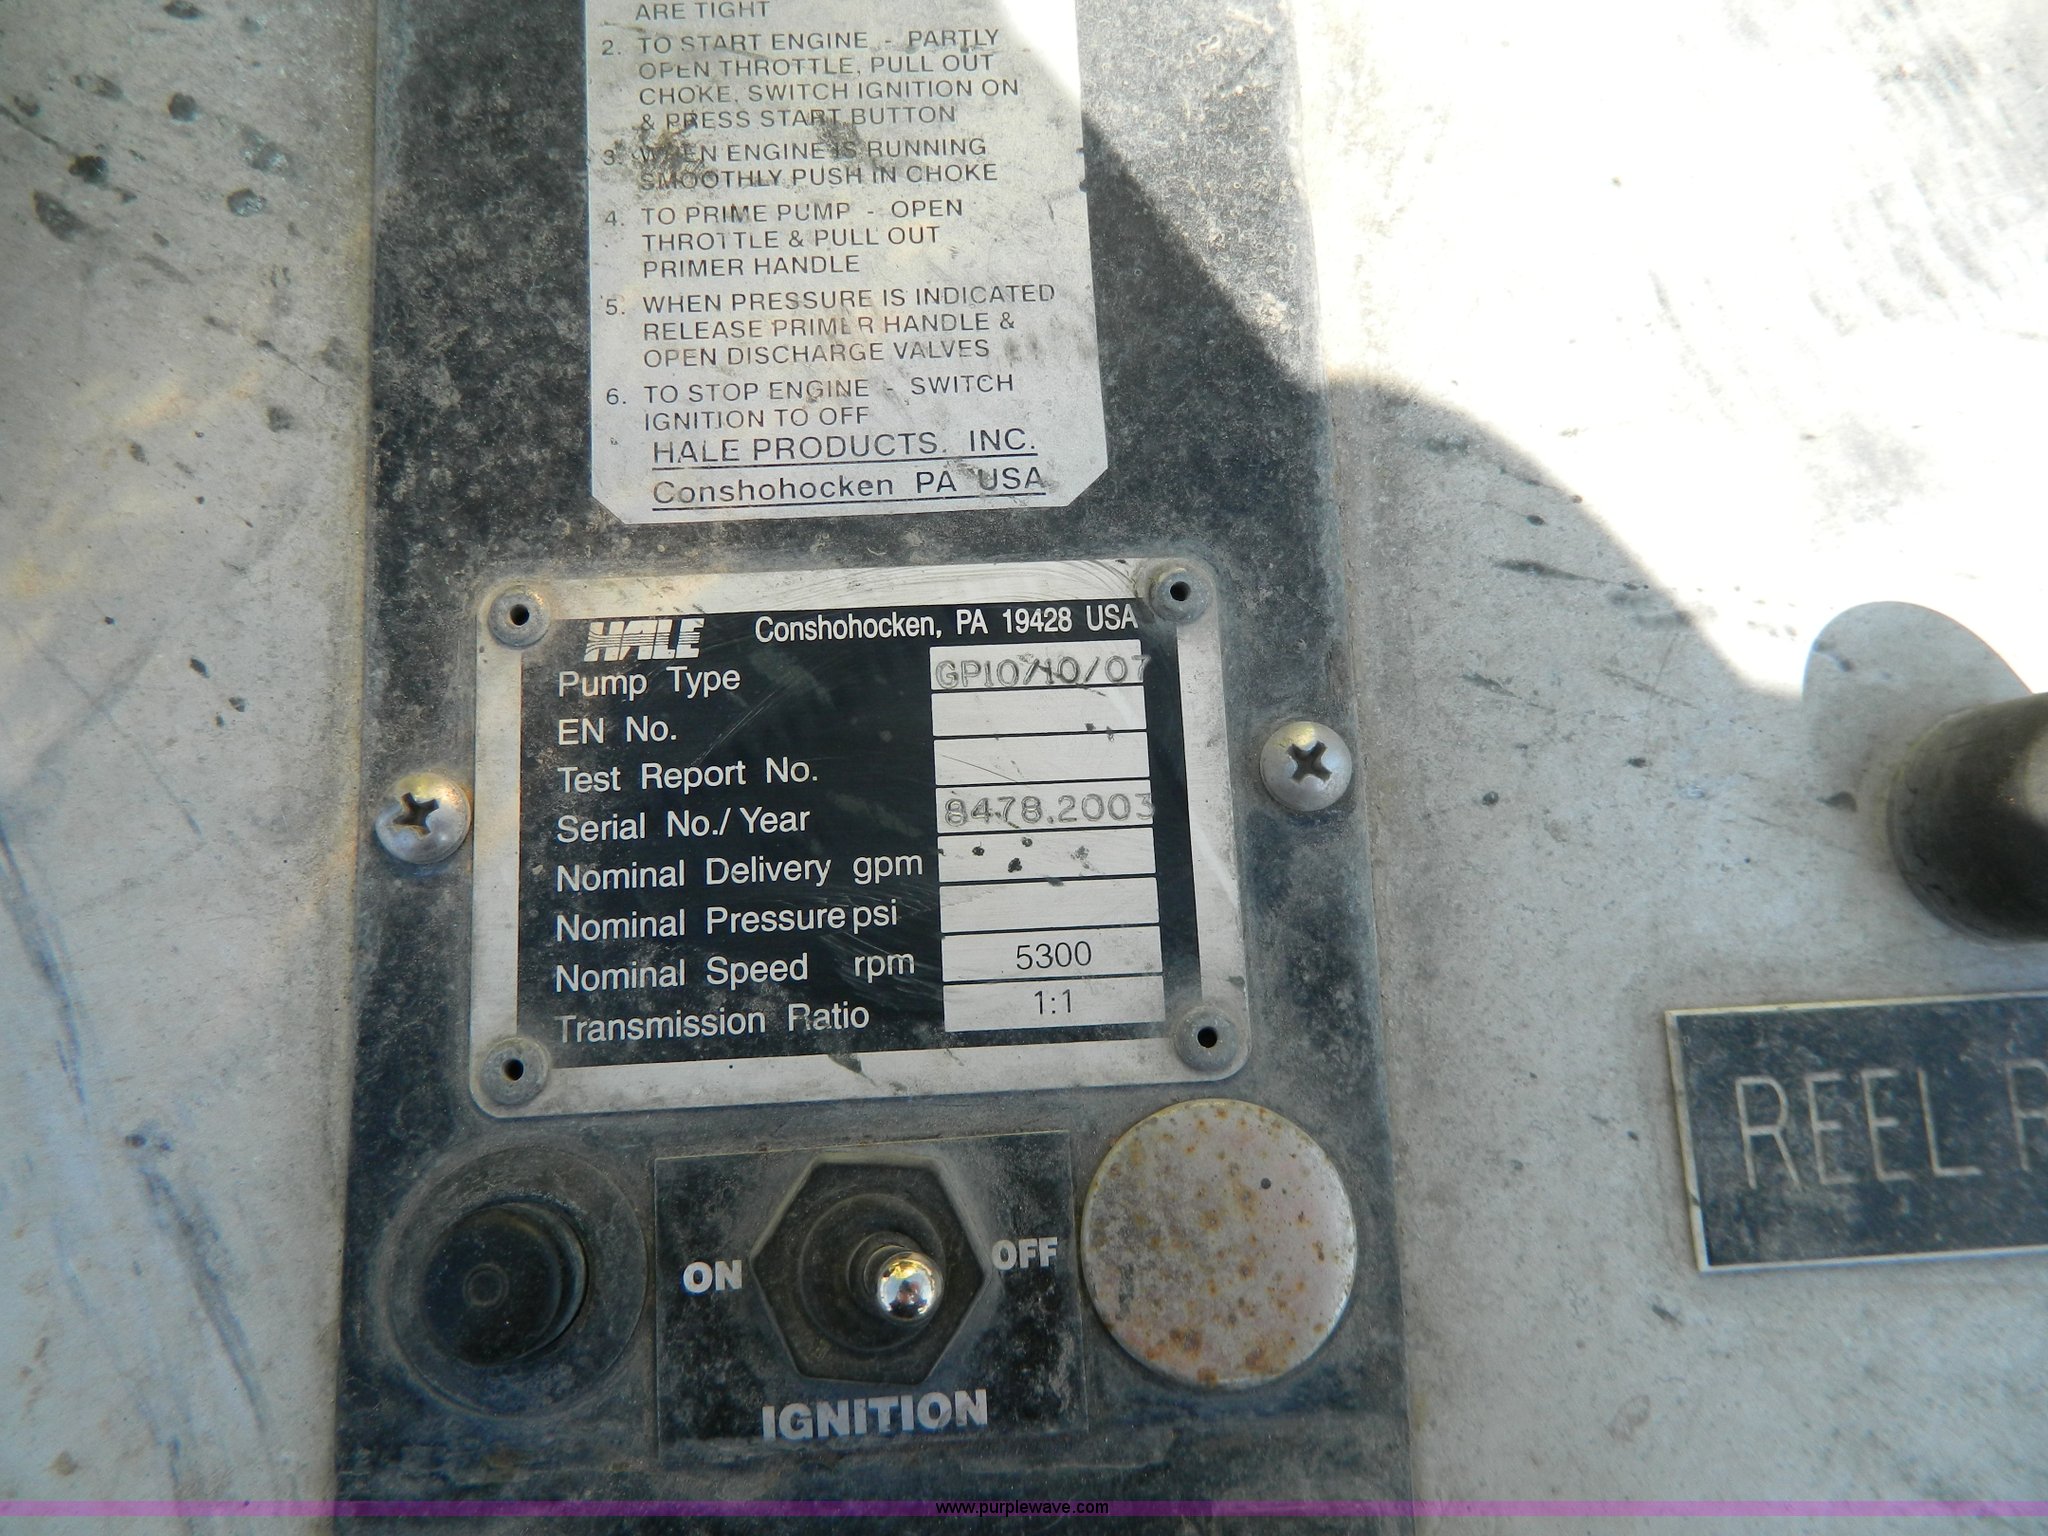 ARE TIGHT
2. TO START ENGINE - PARTLY
OPEN THROTTLE, PULL OUT
CHOKE, SWITCH IGNITION ON
& PRESS START BUTTON
3. WHEN ENGINE IS RUNNING
SMOOTHLY PUSH IN CHOKE
4. TO PRIME PUMP - OPEN
THROTTLE & PULL OUT
PRIMER HANDLE
5. WHEN PRESSURE IS INDICATED
RELEASE PRIMER HANDLE &
OPEN DISCHARGE VALVES
6. TO STOP ENGINE - SWITCH
IGNITION TO OFF
HALE PRODUCTS, INC.
Conshohocken PA USA
HALE Conshohocken, PA 19428 USA
Pump Type GP10/10/07
EN No.
Test Report No.
Serial No./ Year 8478.2003
Nominal Delivery gpm
Nominal Pressure psi
Nominal Speed rpm 5300
Transmission Ratio 1:1
REEL
ON OFF
IGNITION
www.purplewave.com